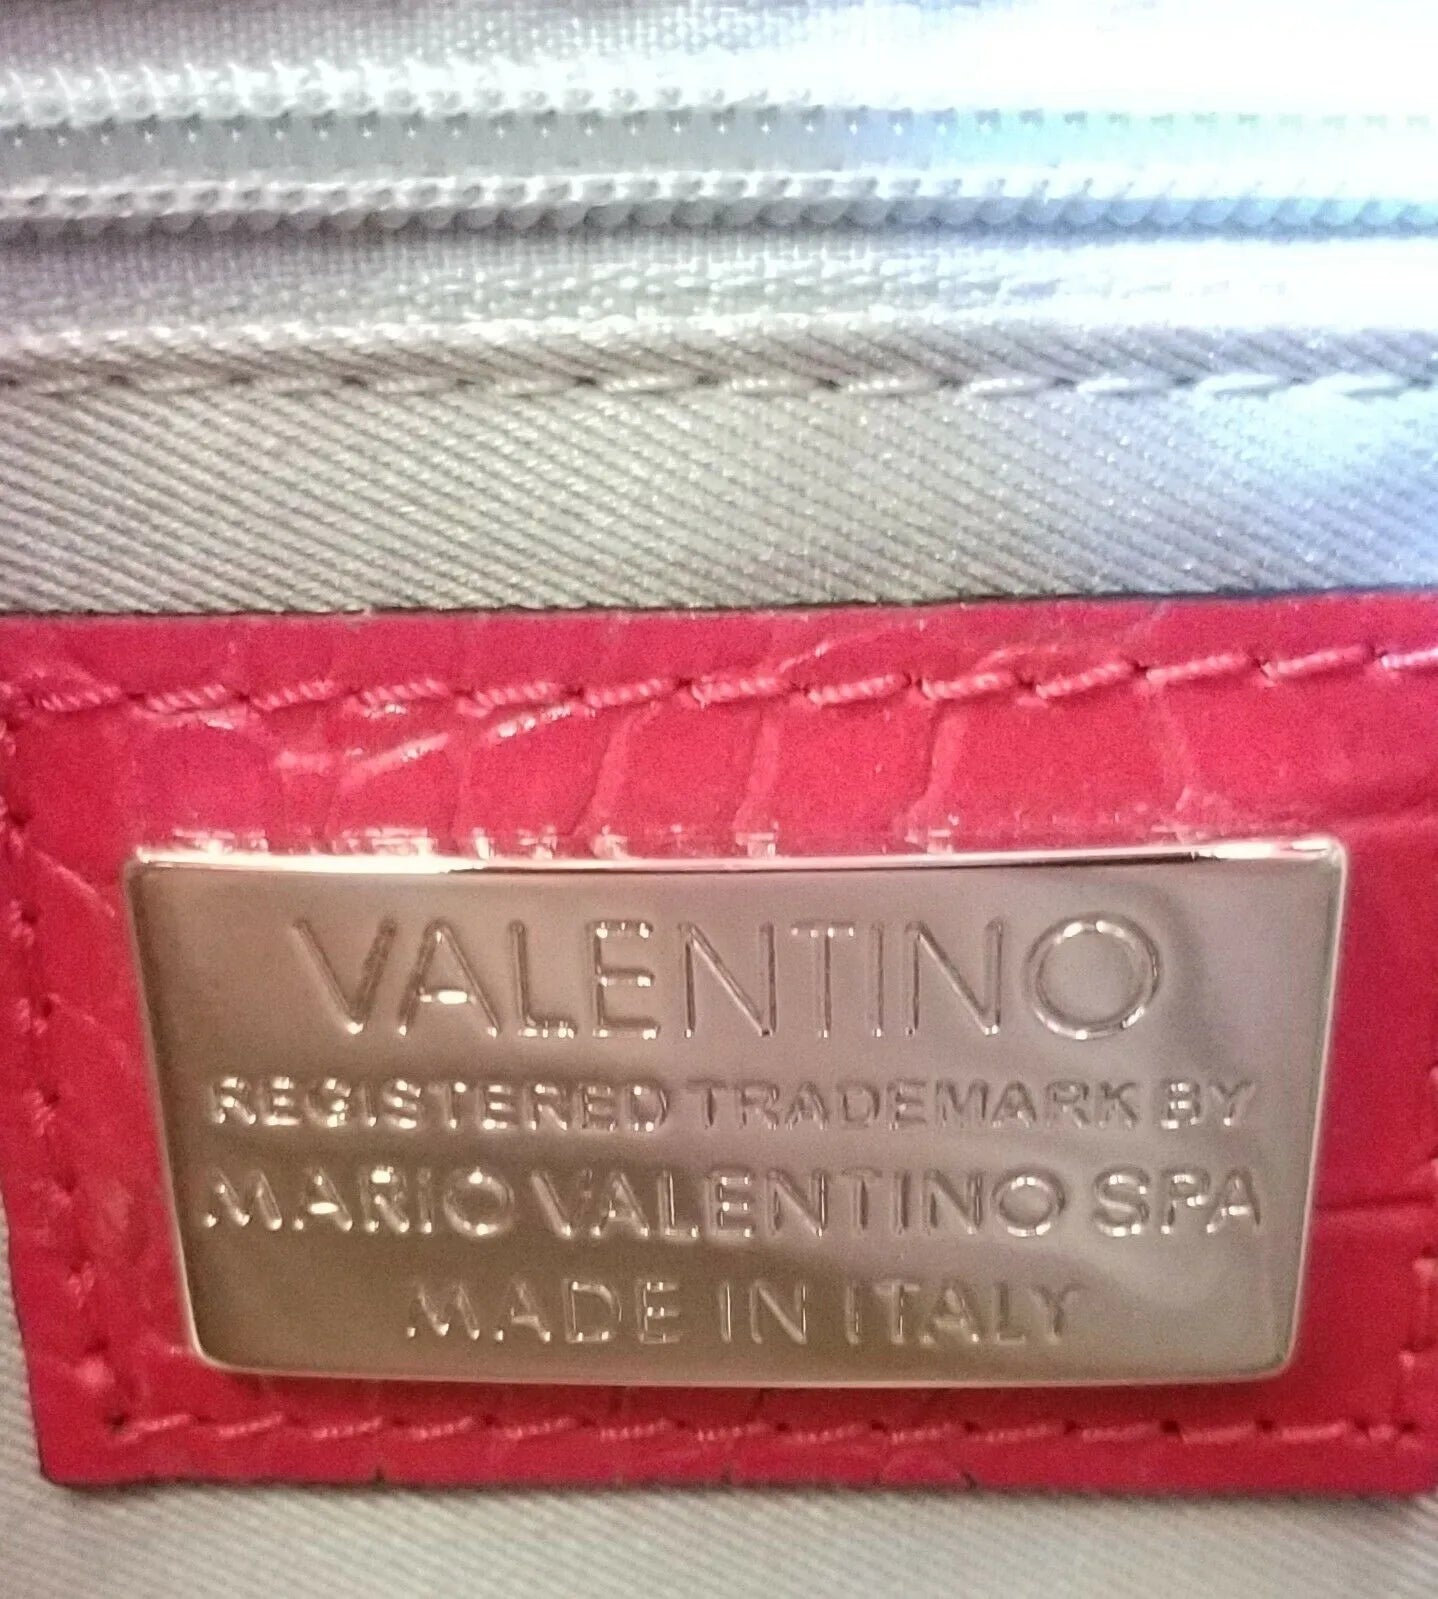 VALENTINO
REGISTERED TRADEMARK BY
MARIO VALENTINO SPA
MADE IN ITALY